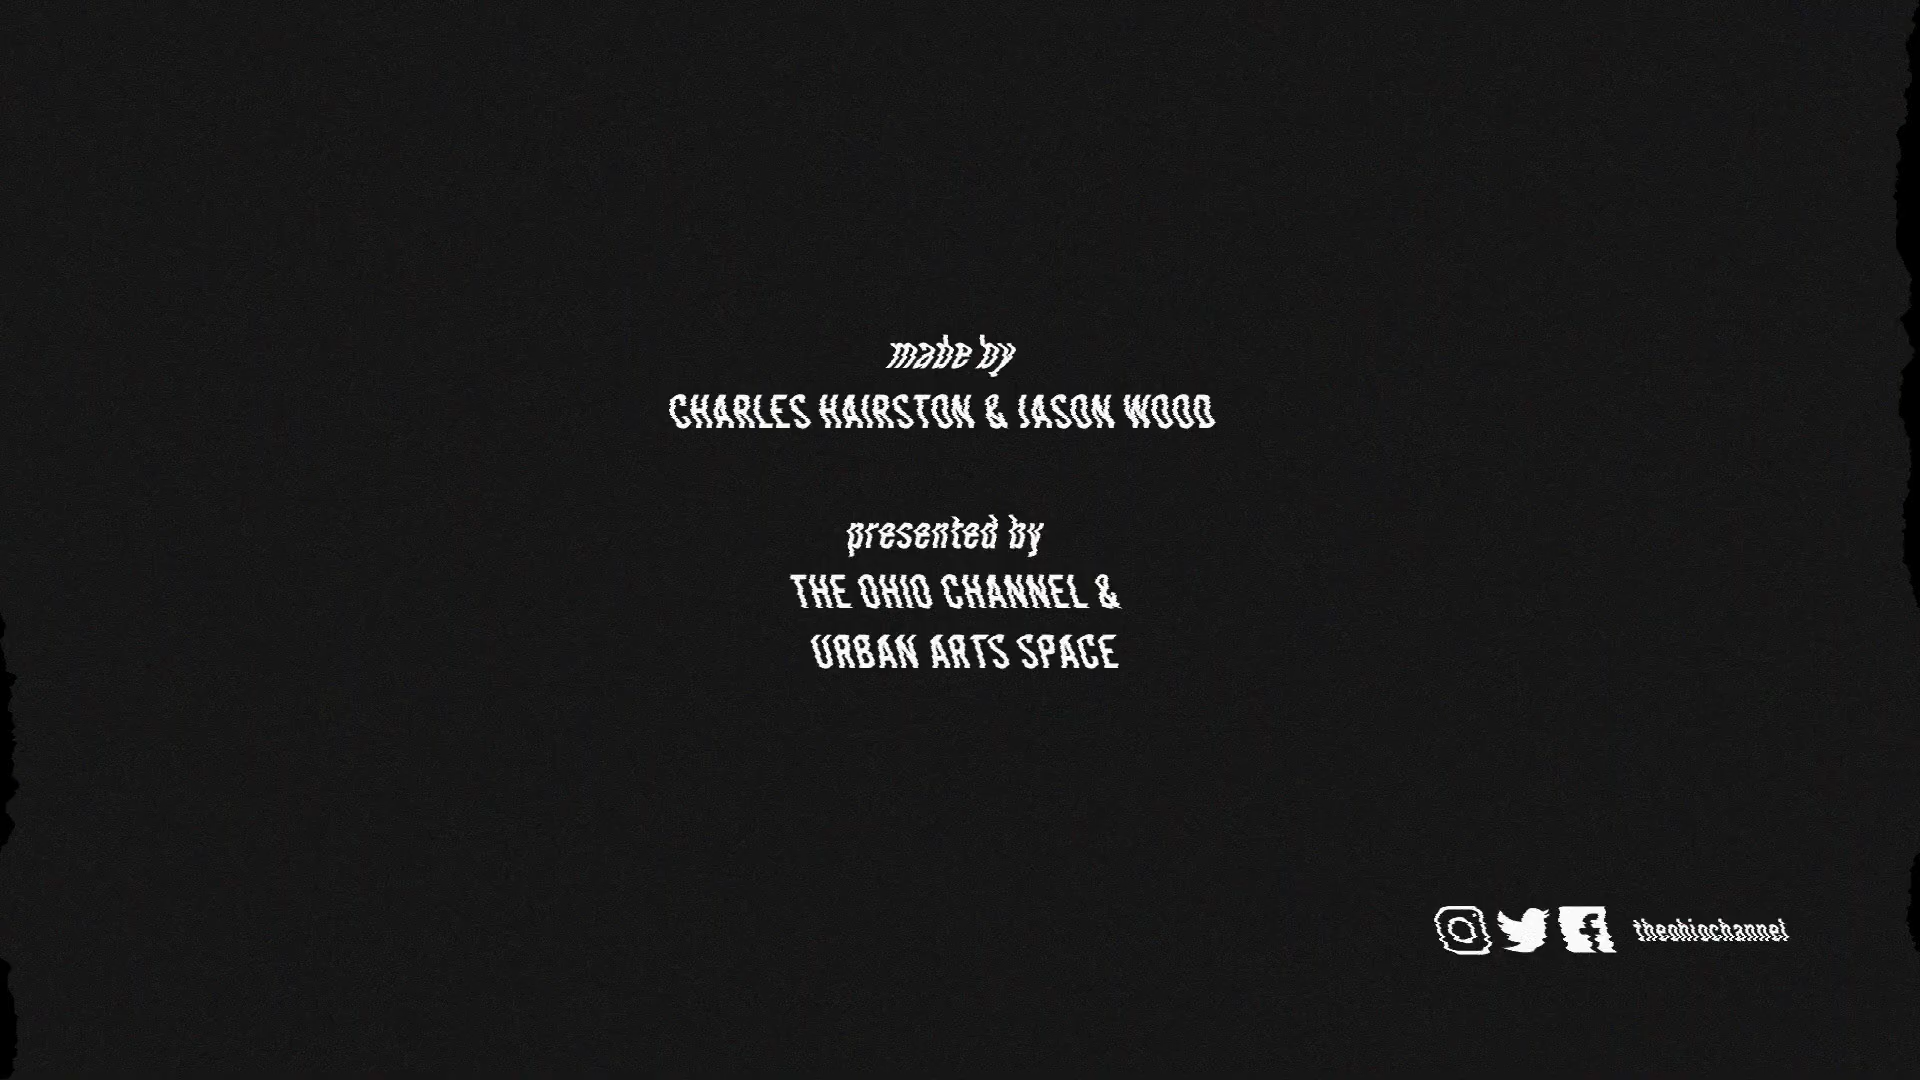 made by
CHARLES HAIRSTON & JASON WOOD
presented by
THE OHIO CHANNEL &
URBAN ARTS SPACE
theohiochannel